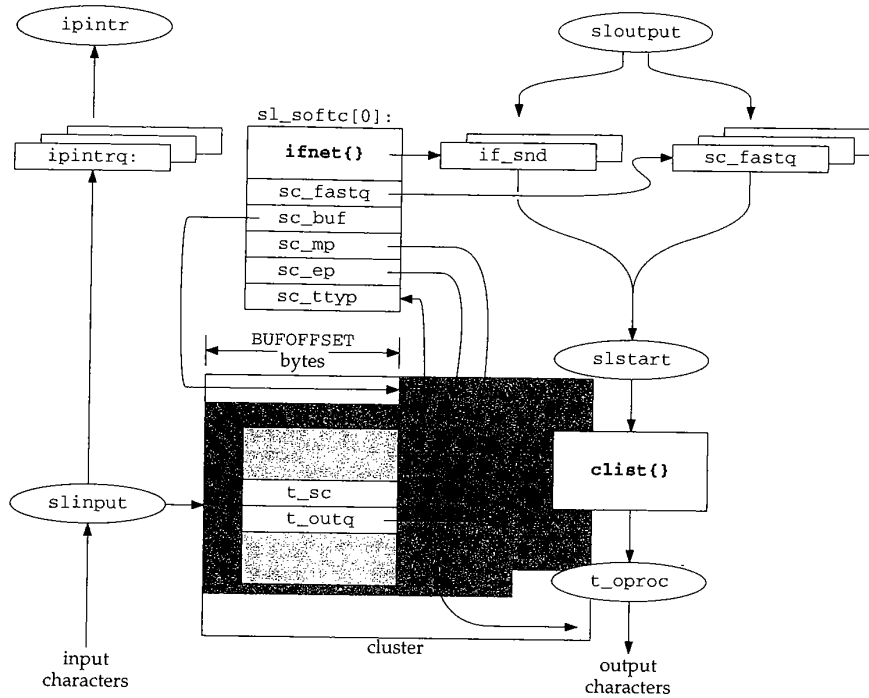 ipintr
sloutput
sl_softc[0]:
ipintrq:
ifnet{}
if_snd
sc_fastq
sc_fastq
sc_buf
sc_mp
sc_ep
sc_ttyp
BUFOFFSET
bytes
slstart
clist{}
slinput
t_sc
t_outq
t_oproc
cluster
input
characters
output
characters